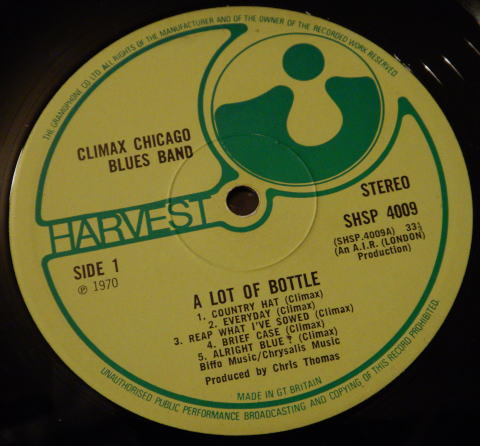 THE GRAMOPHONE CO LTD. ALL RIGHTS OF THE MANUFACTURER AND OF THE OWNER OF THE RECORDED WORK RESERVED
CLIMAX CHICAGO
BLUES BAND
HARVEST
STEREO
SHSP 4009
(SHSP.4009A) 33⅓
(An A.I.R. (LONDON)
Production)
SIDE 1
℗ 1970
A LOT OF BOTTLE
1. COUNTRY HAT (Climax)
2. EVERYDAY (Climax)
3. REAP WHAT I'VE SOWED (Climax)
4. BRIEF CASE (Climax)
5. ALRIGHT BLUE? (Climax)
Biffo Music/Chrysalis Music
Produced by Chris Thomas
MADE IN GT BRITAIN
UNAUTHORISED PUBLIC PERFORMANCE BROADCASTING AND COPYING OF THIS RECORD PROHIBITED.